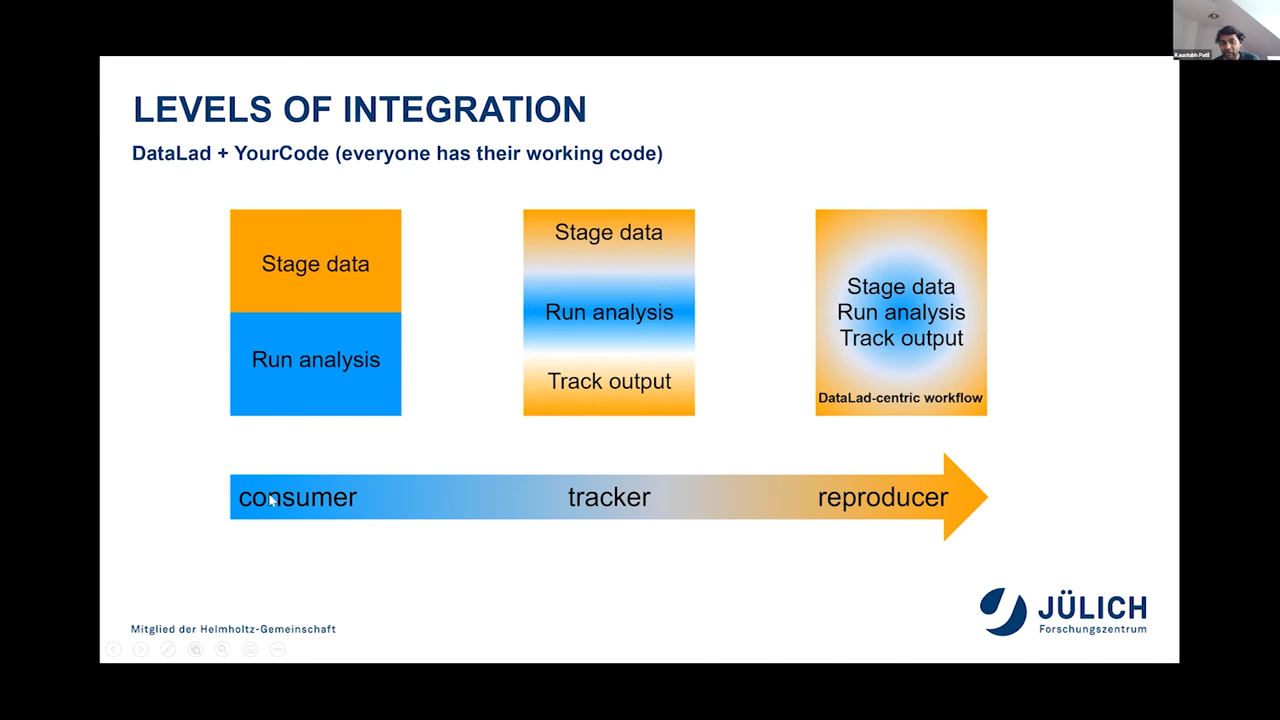 Kaustubh Patil
LEVELS OF INTEGRATION
DataLad + YourCode (everyone has their working code)
Stage data
Run analysis
Stage data
Run analysis
Track output
Stage data
Run analysis
Track output
DataLad-centric workflow
consumer
tracker
reproducer
Mitglied der Helmholtz-Gemeinschaft
JÜLICH
Forschungszentrum